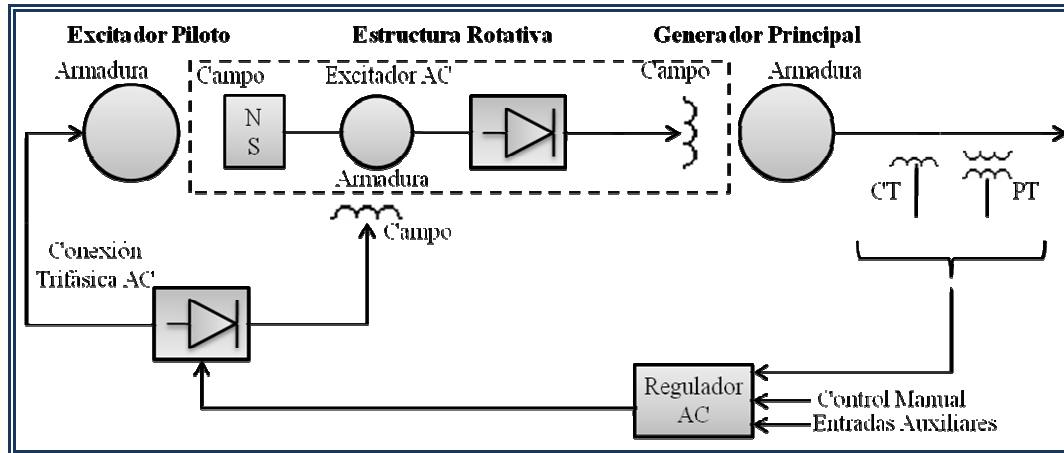 Excitador Piloto
Estructura Rotativa
Generador Principal
Armadura
Campo
Excitador AC
Campo
Armadura
N
S
Armadura
CT
PT
Campo
Conexión
Trifásica AC
Regulador
AC
Control Manual
Entradas Auxiliares